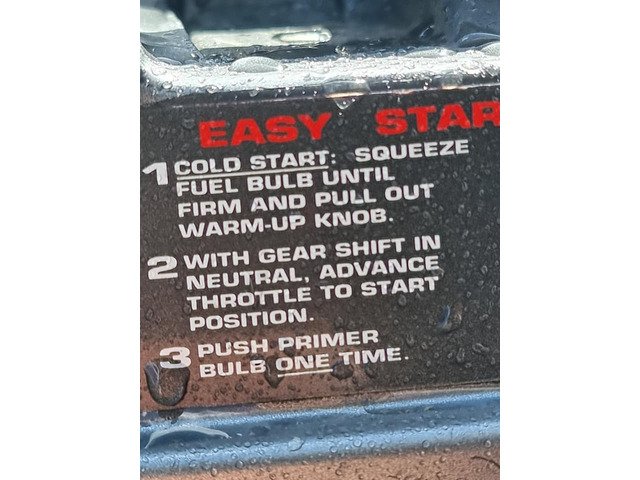 EASY STAR
1 COLD START: SQUEEZE
FUEL BULB UNTIL
FIRM AND PULL OUT
WARM-UP KNOB.
2 WITH GEAR SHIFT IN
NEUTRAL, ADVANCE
THROTTLE TO START
POSITION.
3 PUSH PRIMER
BULB ONE TIME.